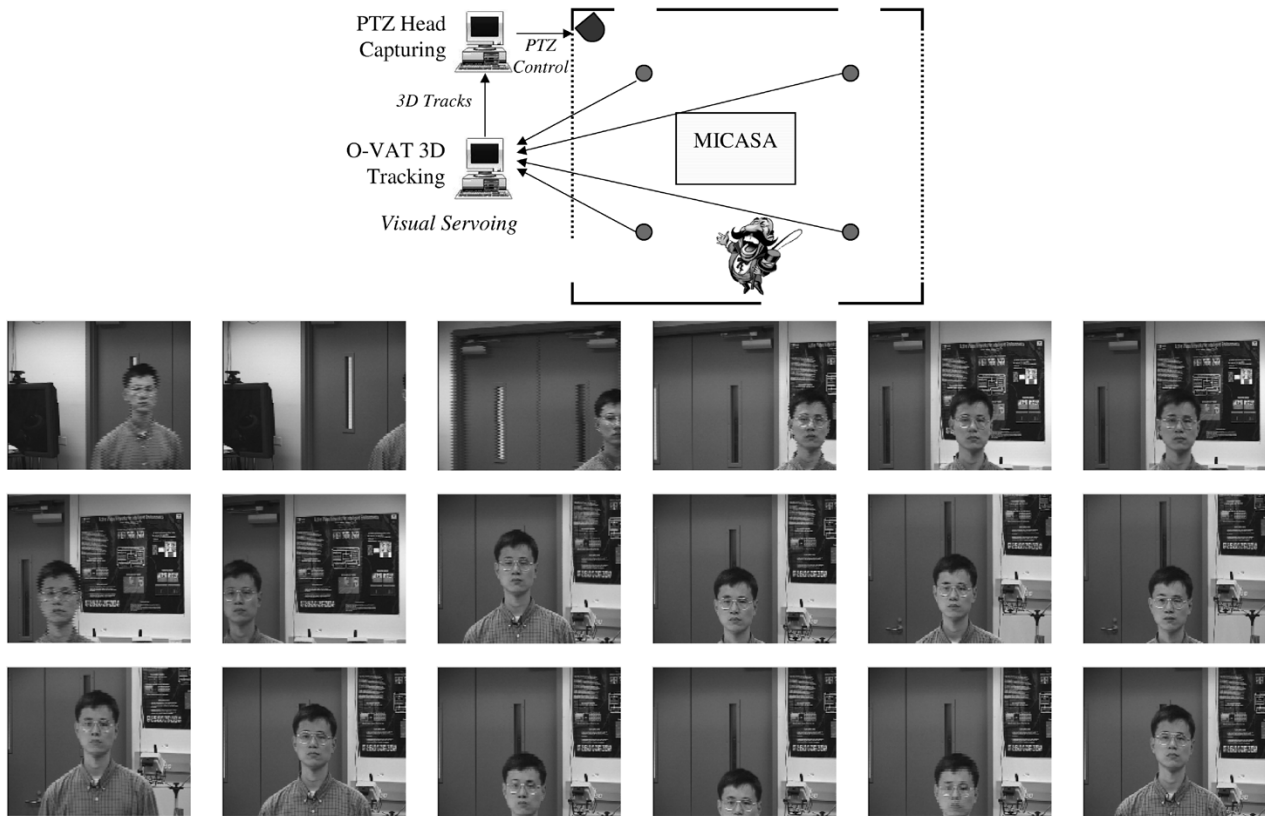 PTZ Head
Capturing
PTZ
Control
3D Tracks
O-VAT 3D
Tracking
Visual Servoing
MICASA